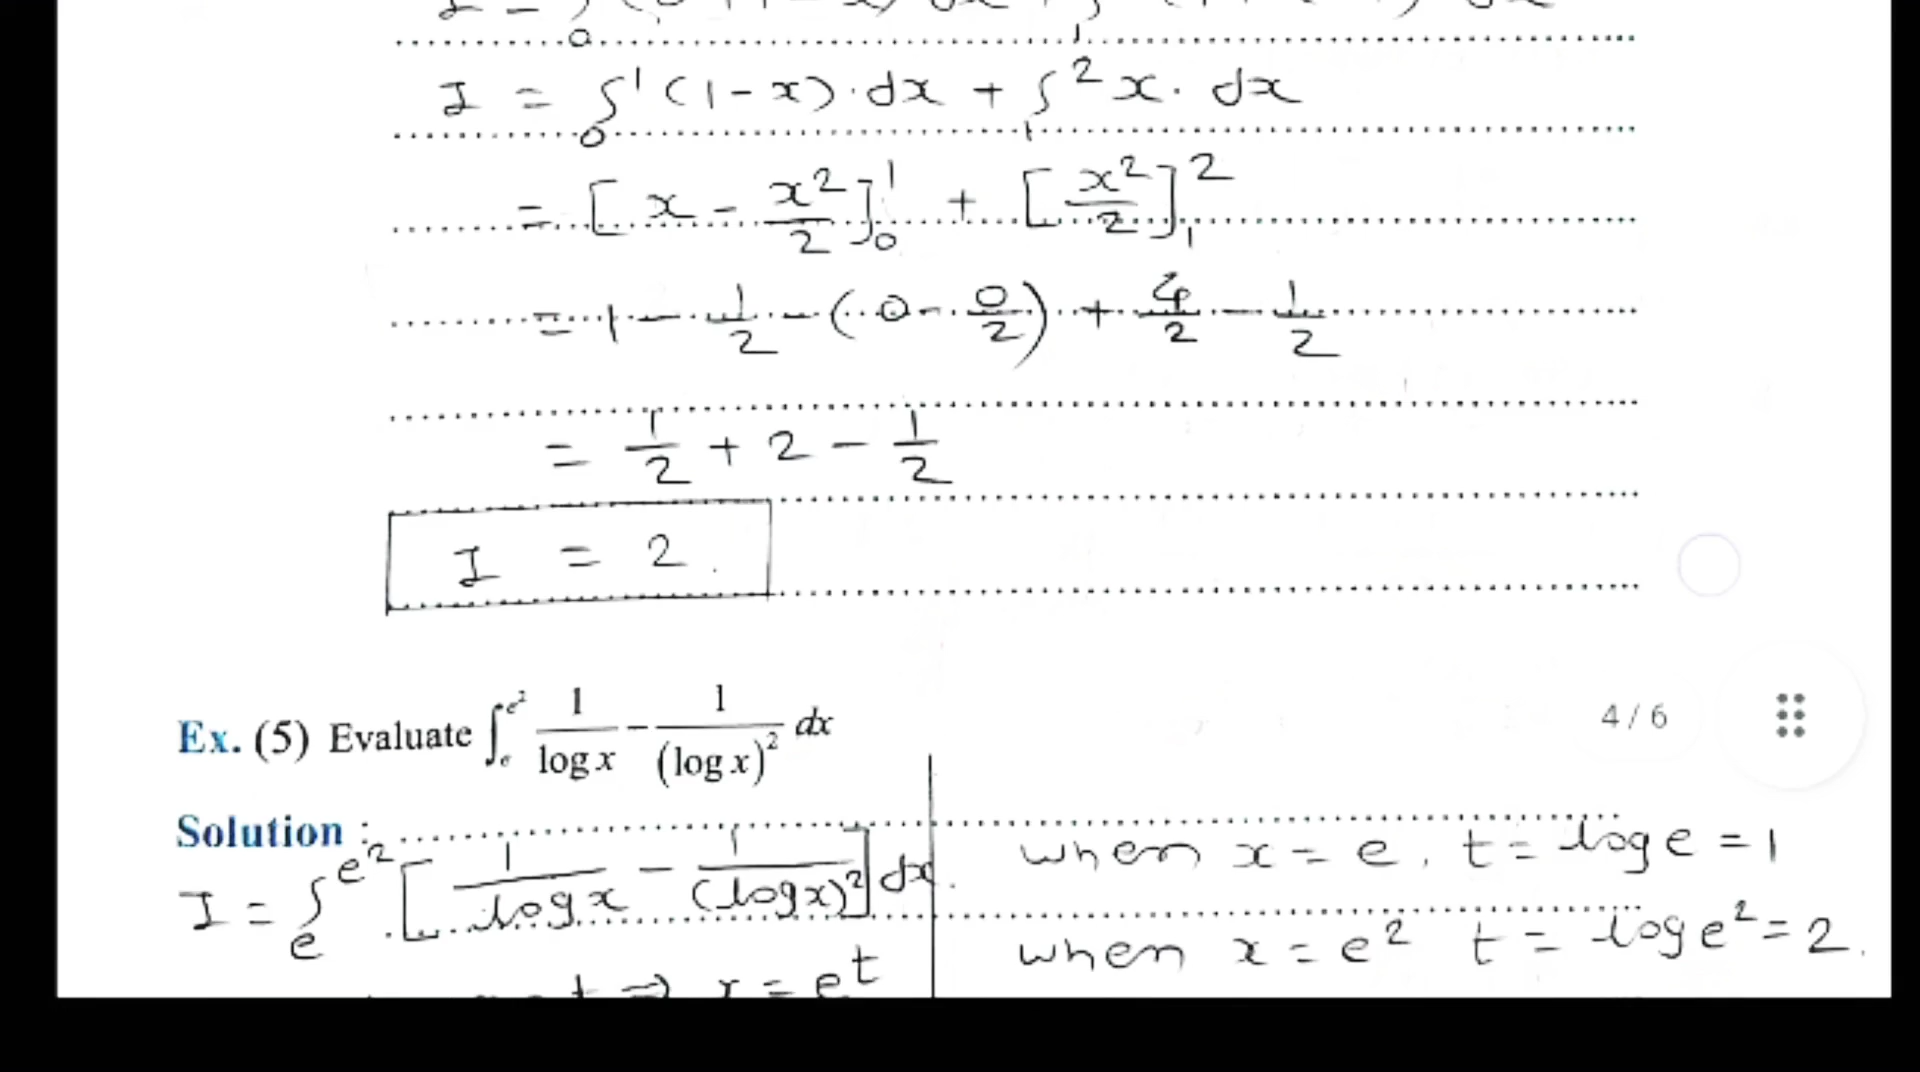 I = ∫₀¹ (1-x)·dx + ∫₁² x· dx
= [x - x²/2]₀¹ + [x²/2]₁²
= 1 - 1/2 - (0 - 0/2) + 4/2 - 1/2
= 1/2 + 2 - 1/2
I = 2.
4 / 6
Ex. (5) Evaluate ∫ₑ^(e²) 1/log x - 1/(log x)² dx
Solution :
I = ∫ₑ^(e²) [1/log x - 1/(log x)²] dx.
when x = e, t = log e = 1
when x = e² t = log e² = 2.
t ⇒ x = e^t